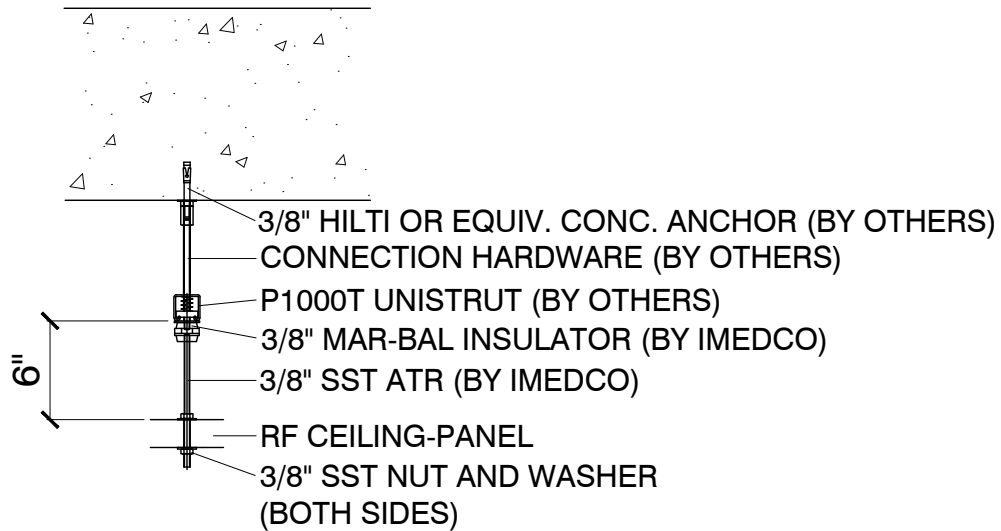 3/8" HILTI OR EQUIV. CONC. ANCHOR (BY OTHERS)
CONNECTION HARDWARE (BY OTHERS)
P1000T UNISTRUT (BY OTHERS)
3/8" MAR-BAL INSULATOR (BY IMEDCO)
6"
3/8" SST ATR (BY IMEDCO)
RF CEILING-PANEL
3/8" SST NUT AND WASHER
(BOTH SIDES)